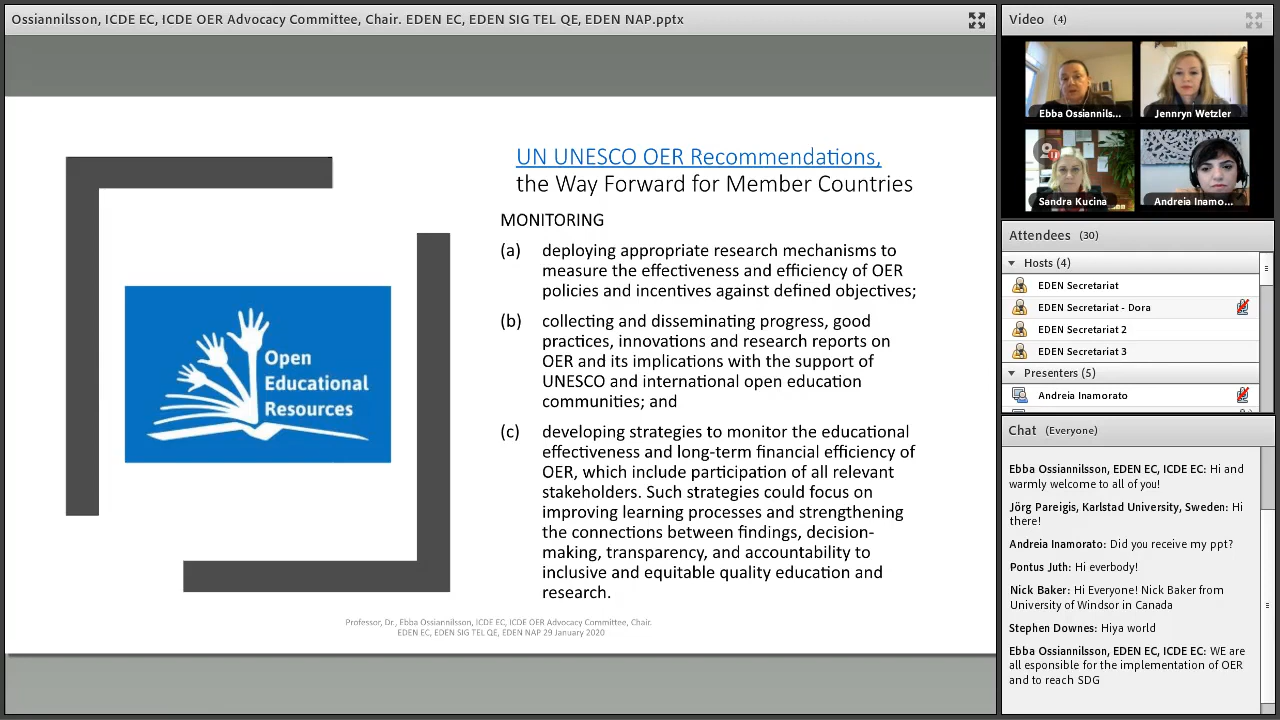 Ossiannilsson, ICDE EC, ICDE OER Advocacy Committee, Chair. EDEN EC, EDEN SIG TEL QE, EDEN NAP.pptx
UN UNESCO OER Recommendations,
the Way Forward for Member Countries
MONITORING
(a) deploying appropriate research mechanisms to
measure the effectiveness and efficiency of OER
policies and incentives against defined objectives;
(b) collecting and disseminating progress, good
practices, innovations and research reports on
OER and its implications with the support of
UNESCO and international open education
communities; and
(c) developing strategies to monitor the educational
effectiveness and long-term financial efficiency of
OER, which include participation of all relevant
stakeholders. Such strategies could focus on
improving learning processes and strengthening
the connections between findings, decision-
making, transparency, and accountability to
inclusive and equitable quality education and
research.
Open
Educational
Resources
Professor, Dr., Ebba Ossiannilsson, ICDE EC, ICDE OER Advocacy Committee, Chair.
EDEN EC, EDEN SIG TEL QE, EDEN NAP 29 January 2020
Video (4)
Ebba Ossiannils...
Jennryn Wetzler
Sandra Kucina
Andreia Inamo...
Attendees (30)
Hosts (4)
EDEN Secretariat
EDEN Secretariat - Dora
EDEN Secretariat 2
EDEN Secretariat 3
Presenters (5)
Andreia Inamorato
Chat (Everyone)
Ebba Ossiannilsson, EDEN EC, ICDE EC: Hi and
warmly welcome to all of you!
Jörg Pareigis, Karlstad University, Sweden: Hi
there!
Andreia Inamorato: Did you receive my ppt?
Pontus Juth: Hi everbody!
Nick Baker: Hi Everyone! Nick Baker from
University of Windsor in Canada
Stephen Downes: Hiya world
Ebba Ossiannilsson, EDEN EC, ICDE EC: WE are
all esponsible for the implementation of OER
and to reach SDG